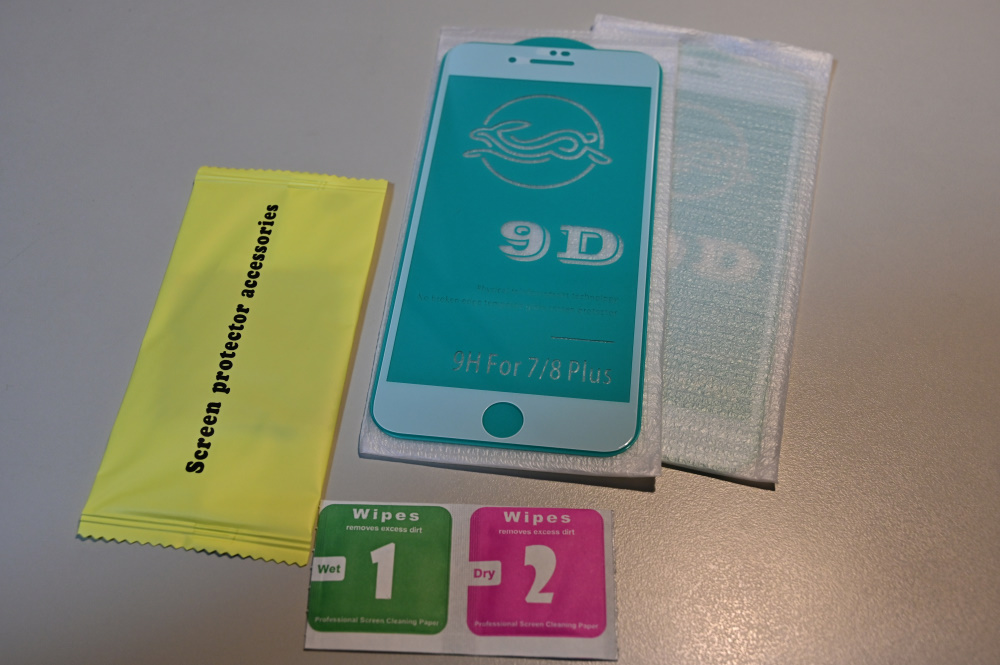 Screen protector accessories
9D
9H For 7/8 Plus
D
Wipes
removes excess dirt
Wet
1
Professional Screen Cleaning Paper
Wipes
removes excess dirt
Dry
2
Professional Screen Cleaning Paper